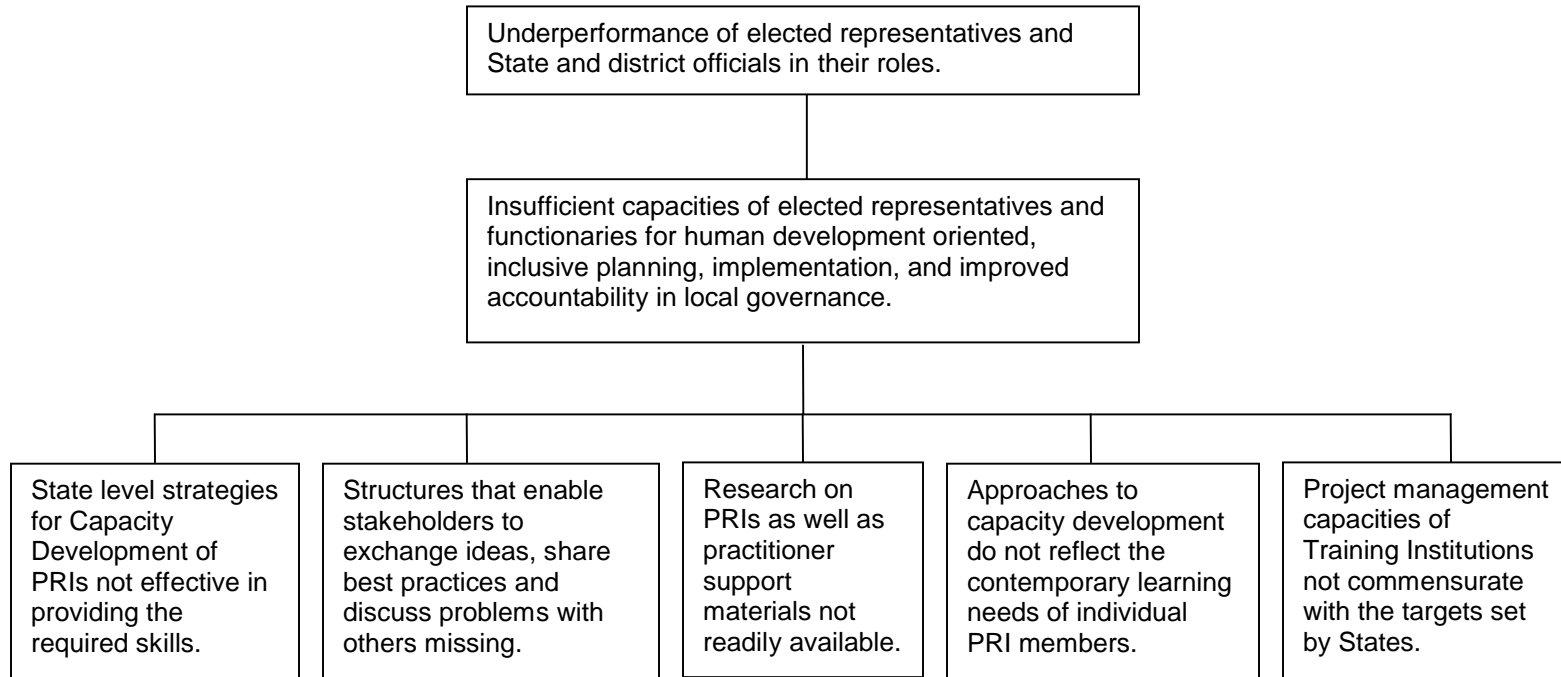 Underperformance of elected representatives and
State and district officials in their roles.
Insufficient capacities of elected representatives and
functionaries for human development oriented,
inclusive planning, implementation, and improved
accountability in local governance.
State level strategies
for Capacity
Development of
PRIs not effective in
providing the
required skills.
Structures that enable
stakeholders to
exchange ideas, share
best practices and
discuss problems with
others missing.
Research on
PRIs as well as
practitioner
support
materials not
readily available.
Approaches to
capacity development
do not reflect the
contemporary learning
needs of individual
PRI members.
Project management
capacities of
Training Institutions
not commensurate
with the targets set
by States.